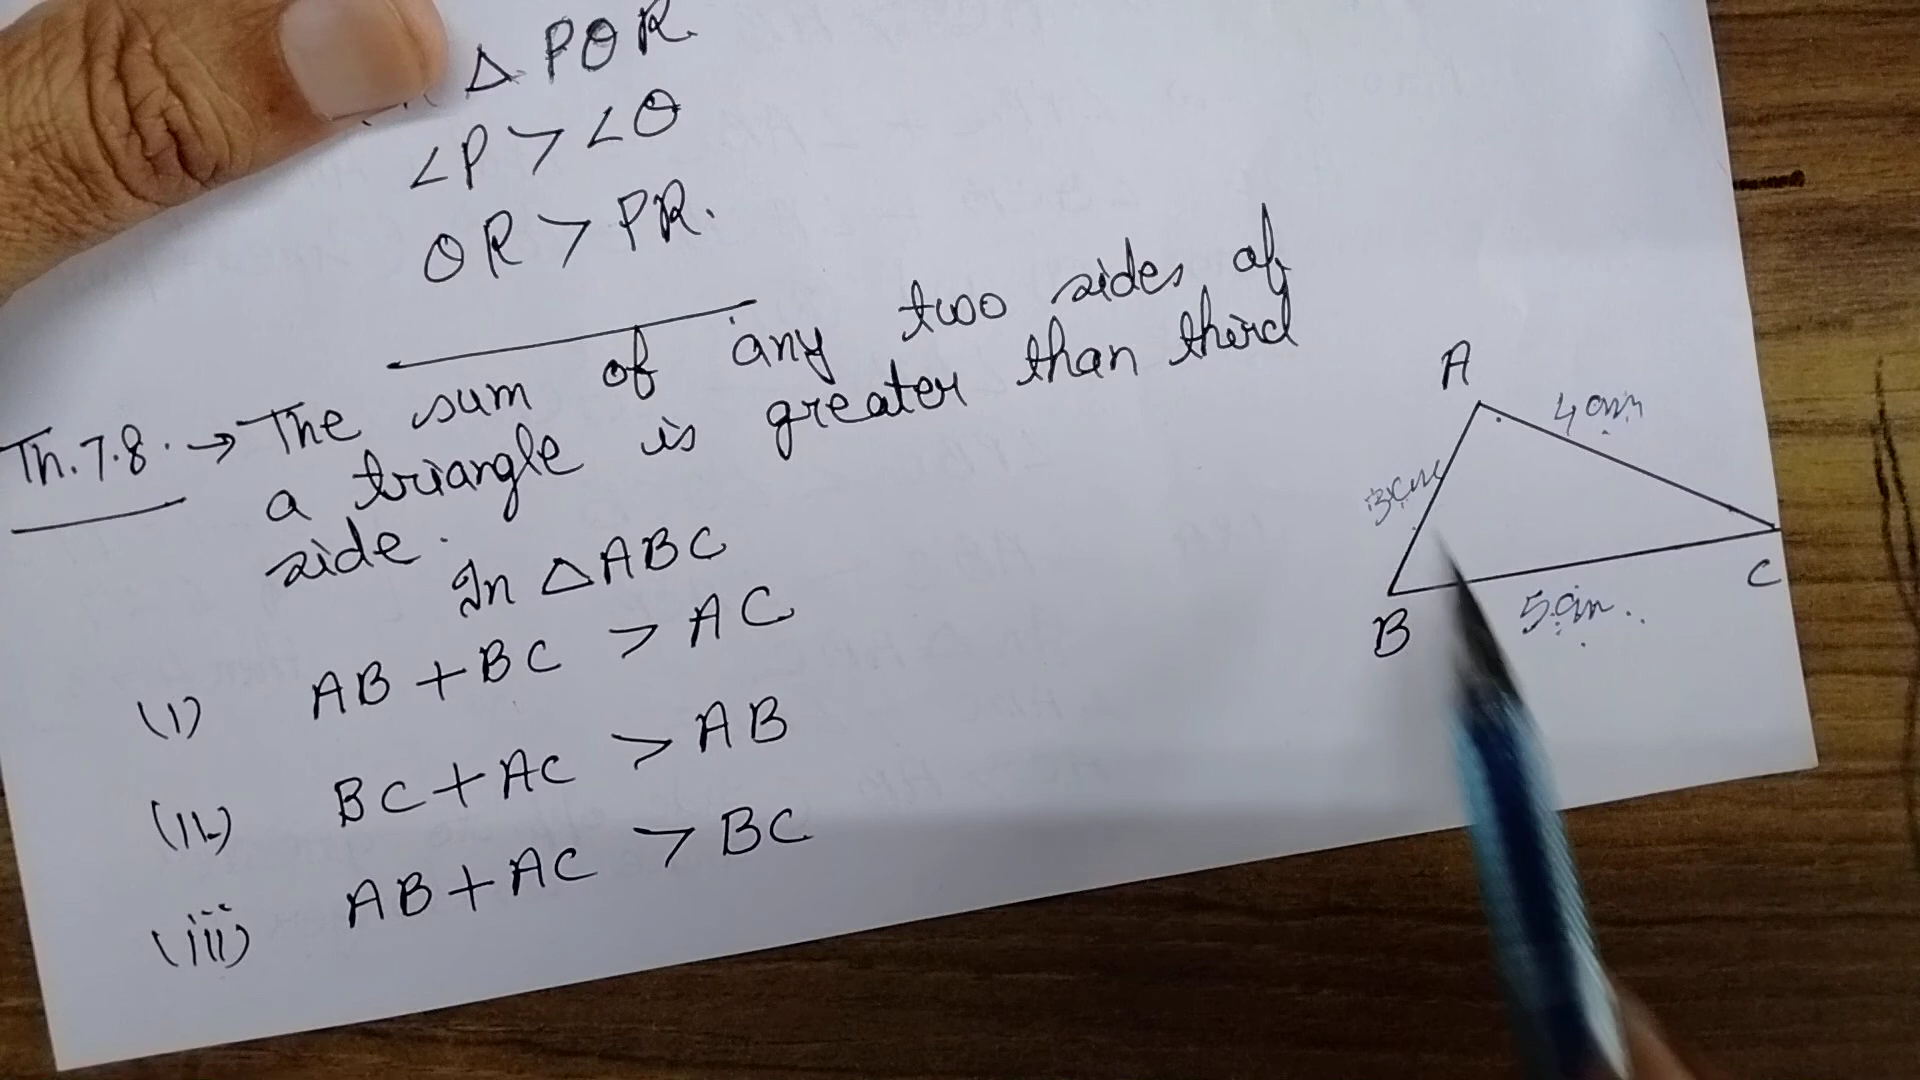 △ PQR.
∠P > ∠Q
QR > PR.
Th. 7.8. → The sum of any two sides of
a triangle is greater than third
side.
In △ABC
(i) AB + BC > AC
(ii) BC + AC > AB
(iii) AB + AC > BC
A
4 cm
3 cm
B
5 cm.
C